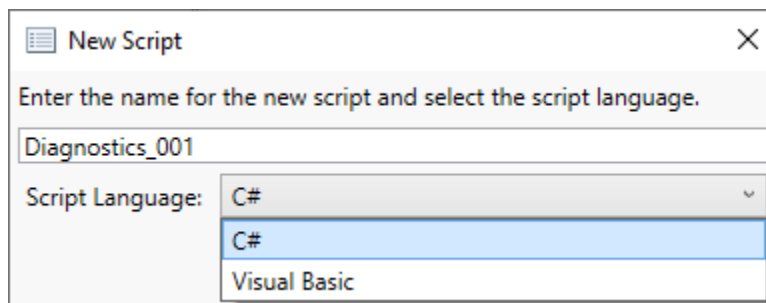 New Script
Enter the name for the new script and select the script language.
Diagnostics_001
Script Language: C#
C#
Visual Basic